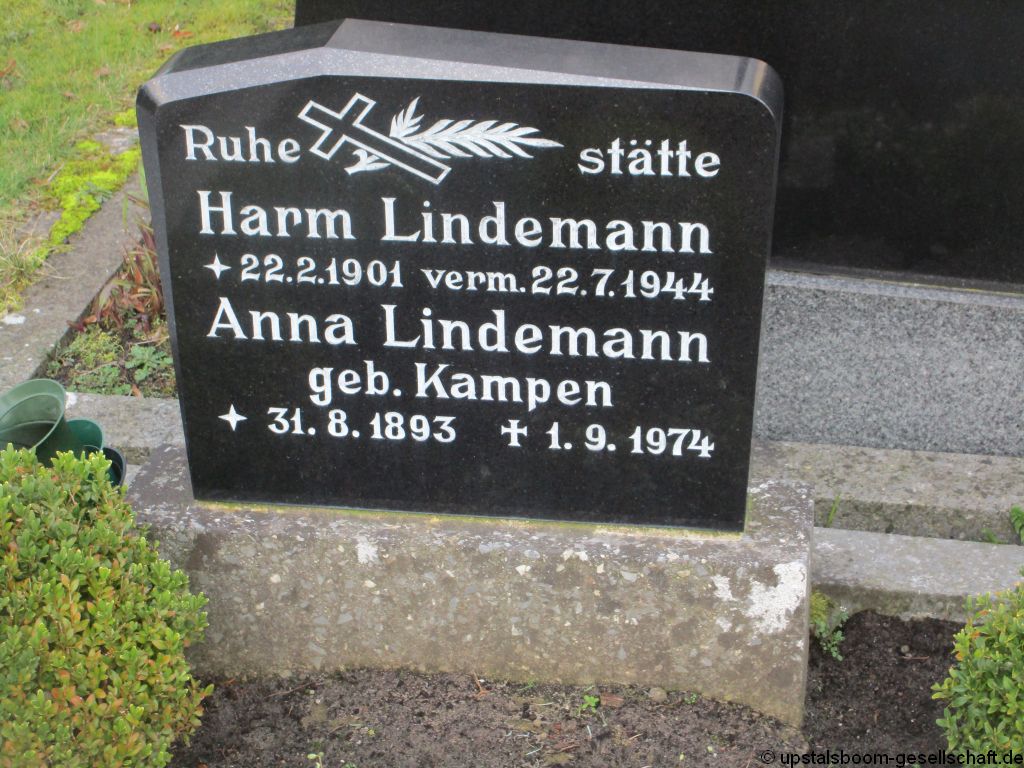 Ruhe stätte
Harm Lindemann
22.2.1901 verm. 22.7.1944
Anna Lindemann
geb. Kampen
31. 8. 1893 1. 9. 1974
© upstalsboom-gesellschaft.de